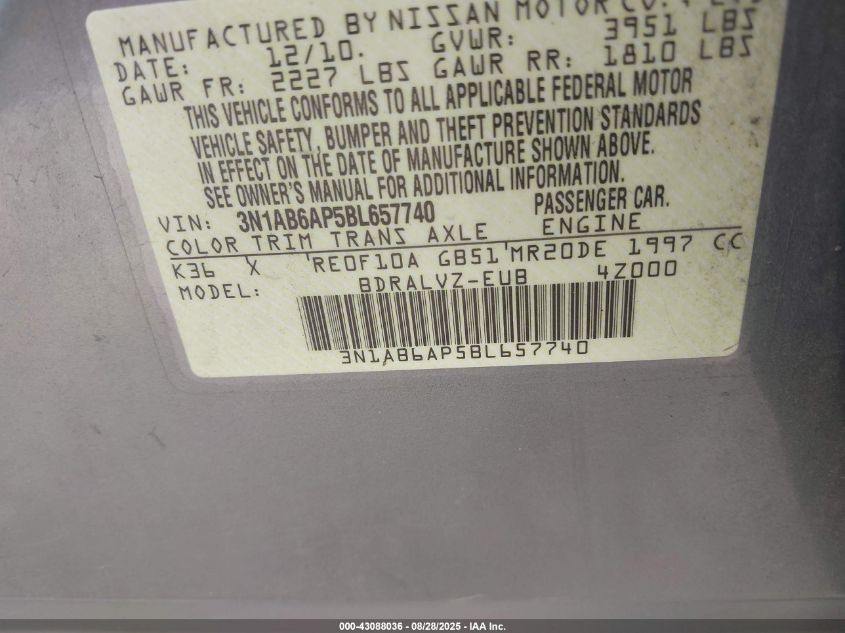 MANUFACTURED BY NISSAN MOTOR CO.
DATE: 12/10. GVWR: 3951 LBS
GAWR FR: 2227 LBS GAWR RR: 1810 LBS
THIS VEHICLE CONFORMS TO ALL APPLICABLE FEDERAL MOTOR
VEHICLE SAFETY, BUMPER AND THEFT PREVENTION STANDARDS
IN EFFECT ON THE DATE OF MANUFACTURE SHOWN ABOVE.
SEE OWNER'S MANUAL FOR ADDITIONAL INFORMATION.
VIN: 3N1AB6AP5BL657740 PASSENGER CAR.
COLOR TRIM TRANS AXLE ENGINE
K36 X 'RE0F10A GB51'MR20DE 1997 CC
MODEL: BDRALVZ-EUB 4Z000
3N1AB6AP5BL657740
000-43088036 - 08/28/2025 - IAA Inc.